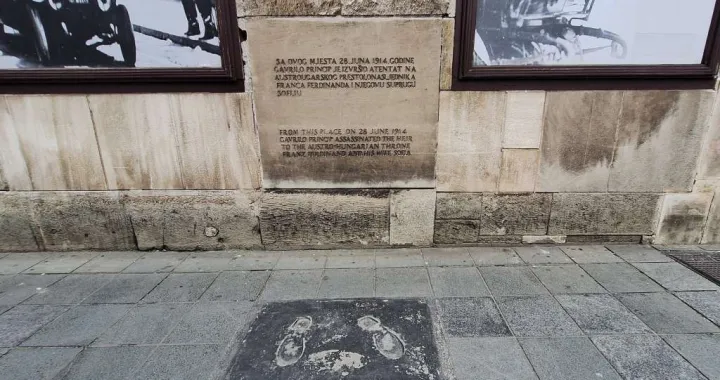 SA OVOG MJESTA 28. JUNA 1914. GODINE
GAVRILO PRINCIP JE IZVRŠIO ATENTAT NA
AUSTROUGARSKOG PRESTOLONASLJEDNIKA
FRANCA FERDINANDA I NJEGOVU SUPRUGU
SOFIJU
FROM THIS PLACE ON 28 JUNE 1914
GAVRILO PRINCIP ASSASSINATED THE HEIR
TO THE AUSTRO-HUNGARIAN THRONE
FRANZ FERDINAND AND HIS WIFE SOFIA